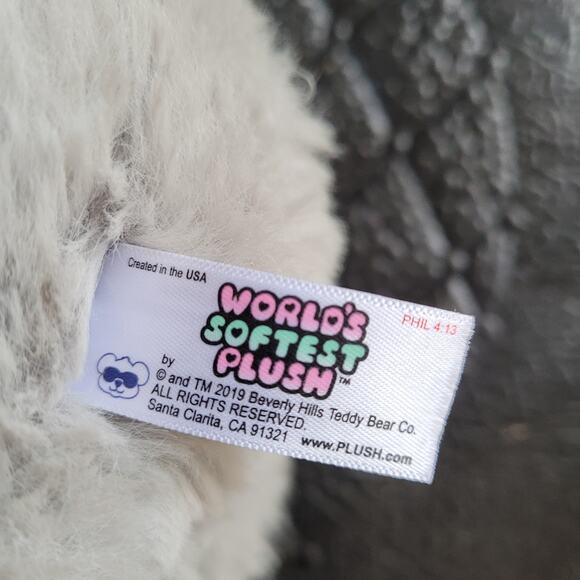 Created in the USA
PHIL 4:13
WORLD'S
SOFTEST
PLUSH™
by
© and TM 2019 Beverly Hills Teddy Bear Co.
ALL RIGHTS RESERVED.
Santa Clarita, CA 91321 www.PLUSH.com